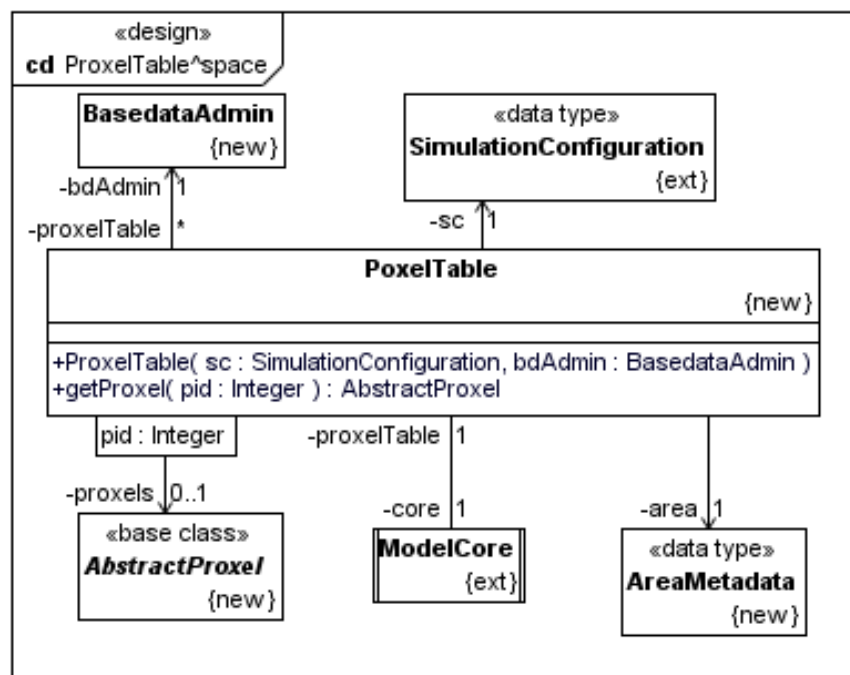 «design»
cd ProxelTable^space
BasedataAdmin
{new}
«data type»
SimulationConfiguration
{ext}
-bdAdmin 1
-proxelTable *
-sc 1
PoxelTable
{new}
+ProxelTable( sc : SimulationConfiguration, bdAdmin : BasedataAdmin )
+getProxel( pid : Integer ) : AbstractProxel
pid : Integer
-proxelTable 1
-proxels 0..1
-core 1
-area 1
«base class»
AbstractProxel
{new}
ModelCore
{ext}
«data type»
AreaMetadata
{new}